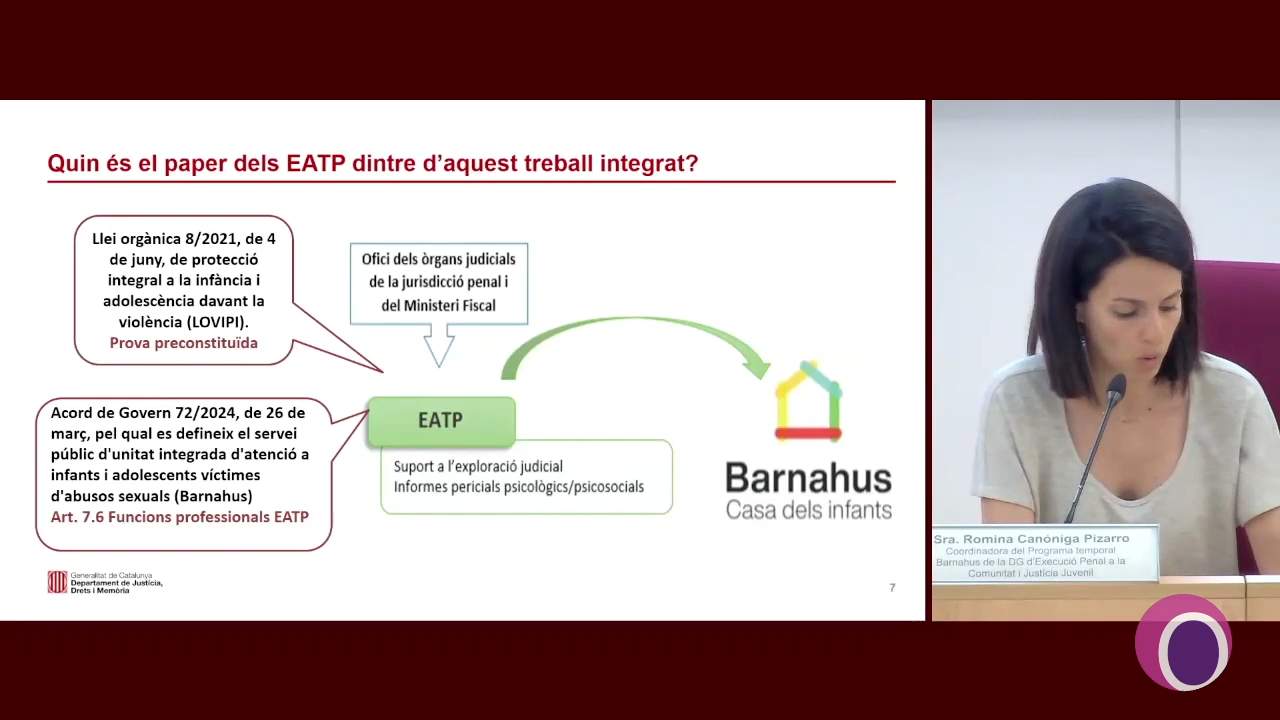 Quin és el paper dels EATP dintre d'aquest treball integrat?
Llei orgànica 8/2021, de 4
de juny, de protecció
integral a la infància i
adolescència davant la
violència (LOVIPI).
Prova preconstituïda
Ofici dels òrgans judicials
de la jurisdicció penal i
del Ministeri Fiscal
Acord de Govern 72/2024, de 26 de
març, pel qual es defineix el servei
públic d'unitat integrada d'atenció a
infants i adolescents víctimes
d'abusos sexuals (Barnahus)
Art. 7.6 Funcions professionals EATP
EATP
Suport a l'exploració judicial
Informes pericials psicològics/psicosocials
Barnahus
Casa dels infants
Generalitat de Catalunya
Departament de Justícia,
Drets i Memòria
7
Sra. Romina Canóniga Pizarro
Coordinadora del Programa temporal
Barnahus de la DG d'Execució Penal a la
Comunitat i Justícia Juvenil